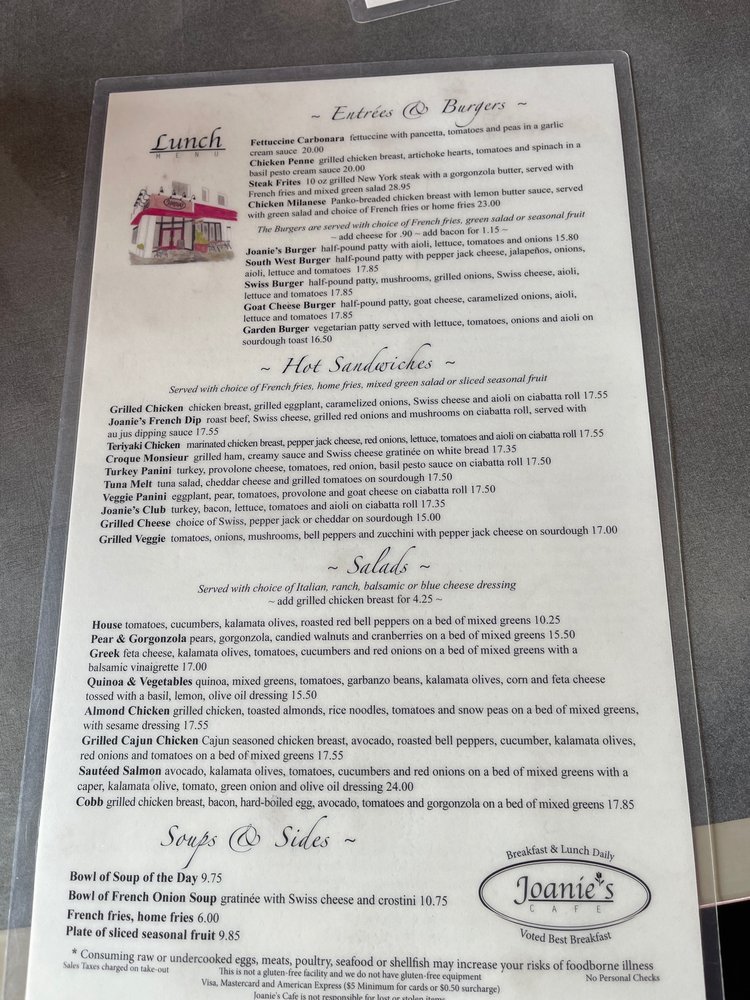 ~ Entrées & Burgers ~
Lunch
MENU
Fettuccine Carbonara fettuccine with pancetta, tomatoes and peas in a garlic
cream sauce 20.00
Chicken Penne grilled chicken breast, artichoke hearts, tomatoes and spinach in a
basil pesto cream sauce 20.00
Steak Frites 10 oz grilled New York steak with a gorgonzola butter, served with
French fries and mixed green salad 28.95
Chicken Milanese Panko-breaded chicken breast with lemon butter sauce, served
with green salad and choice of French fries or home fries 23.00
The Burgers are served with choice of French fries, green salad or seasonal fruit
~ add cheese for .90 ~ add bacon for 1.15 ~
Joanie's Burger half-pound patty with aioli, lettuce, tomatoes and onions 15.80
South West Burger half-pound patty with pepper jack cheese, jalapeños, onions,
aioli, lettuce and tomatoes 17.85
Swiss Burger half-pound patty, mushrooms, grilled onions, Swiss cheese, aioli,
lettuce and tomatoes 17.85
Goat Cheese Burger half-pound patty, goat cheese, caramelized onions, aioli,
lettuce and tomatoes 17.85
Garden Burger vegetarian patty served with lettuce, tomatoes, onions and aioli on
sourdough toast 16.50
~ Hot Sandwiches ~
Served with choice of French fries, home fries, mixed green salad or sliced seasonal fruit
Grilled Chicken chicken breast, grilled eggplant, caramelized onions, Swiss cheese and aioli on ciabatta roll 17.55
Joanie's French Dip roast beef, Swiss cheese, grilled red onions and mushrooms on ciabatta roll, served with
au jus dipping sauce 17.55
Teriyaki Chicken marinated chicken breast, pepper jack cheese, red onions, lettuce, tomatoes and aioli on ciabatta roll 17.55
Croque Monsieur grilled ham, creamy sauce and Swiss cheese gratinée on white bread 17.35
Turkey Panini turkey, provolone cheese, tomatoes, red onion, basil pesto sauce on ciabatta roll 17.50
Tuna Melt tuna salad, cheddar cheese and grilled tomatoes on sourdough 17.50
Veggie Panini eggplant, pear, tomatoes, provolone and goat cheese on ciabatta roll 17.50
Joanie's Club turkey, bacon, lettuce, tomatoes and aioli on ciabatta roll 17.35
Grilled Cheese choice of Swiss, pepper jack or cheddar on sourdough 15.00
Grilled Veggie tomatoes, onions, mushrooms, bell peppers and zucchini with pepper jack cheese on sourdough 17.00
~ Salads ~
Served with choice of Italian, ranch, balsamic or blue cheese dressing
~ add grilled chicken breast for 4.25 ~
House tomatoes, cucumbers, kalamata olives, roasted red bell peppers on a bed of mixed greens 10.25
Pear & Gorgonzola pears, gorgonzola, candied walnuts and cranberries on a bed of mixed greens 15.50
Greek feta cheese, kalamata olives, tomatoes, cucumbers and red onions on a bed of mixed greens with a
balsamic vinaigrette 17.00
Quinoa & Vegetables quinoa, mixed greens, tomatoes, garbanzo beans, kalamata olives, corn and feta cheese
tossed with a basil, lemon, olive oil dressing 15.50
Almond Chicken grilled chicken, toasted almonds, rice noodles, tomatoes and snow peas on a bed of mixed greens,
with sesame dressing 17.55
Grilled Cajun Chicken Cajun seasoned chicken breast, avocado, roasted bell peppers, cucumber, kalamata olives,
red onions and tomatoes on a bed of mixed greens 17.55
Sautéed Salmon avocado, kalamata olives, tomatoes, cucumbers and red onions on a bed of mixed greens with a
caper, kalamata olive, tomato, green onion and olive oil dressing 24.00
Cobb grilled chicken breast, bacon, hard-boiled egg, avocado, tomatoes and gorgonzola on a bed of mixed greens 17.85
Soups & Sides ~
Bowl of Soup of the Day 9.75
Bowl of French Onion Soup gratinée with Swiss cheese and crostini 10.75
French fries, home fries 6.00
Plate of sliced seasonal fruit 9.85
Breakfast & Lunch Daily
Joanie's
CAFE
Voted Best Breakfast
* Consuming raw or undercooked eggs, meats, poultry, seafood or shellfish may increase your risks of foodborne illness
Sales Taxes charged on take-out
This is not a gluten-free facility and we do not have gluten-free equipment
No Personal Checks
Visa, Mastercard and American Express ($5 Minimum for cards or $0.50 surcharge)
Joanie's Cafe is not responsible for lost or stolen items